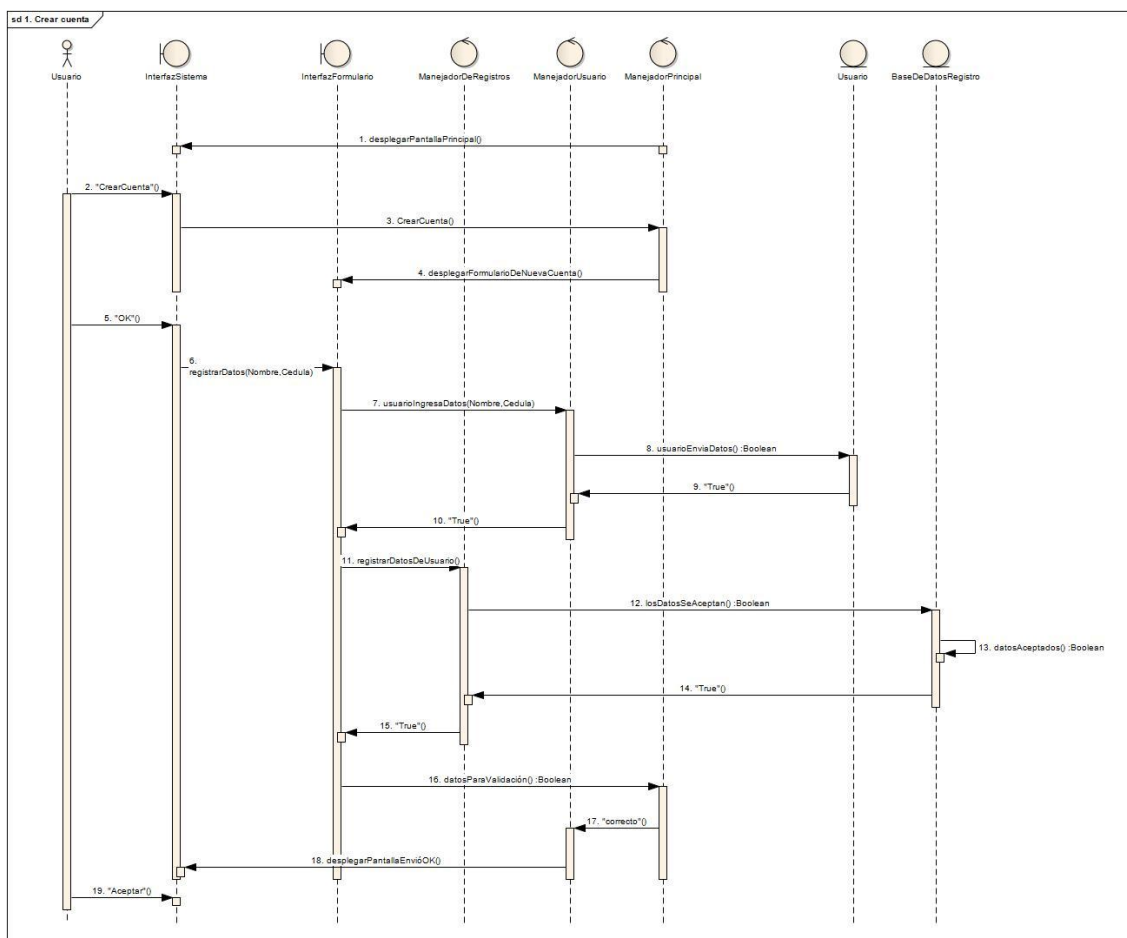 sd 1. Crear cuenta
Usuario
InterfazSistema
InterfazFormulario
ManejadorDeRegistros
ManejadorUsuario
ManejadorPrincipal
Usuario
BaseDeDatosRegistro
1. desplegarPantallaPrincipal()
2. "CrearCuenta"()
3. CrearCuenta()
4. desplegarFormularioDeNuevaCuenta()
5. "OK"()
6.
registrarDatos(Nombre,Cedula)
7. usuarioIngresaDatos(Nombre,Cedula)
8. usuarioEnviaDatos() :Boolean
9. "True"()
10. "True"()
11. registrarDatosDeUsuario()
12. losDatosSeAceptan() :Boolean
13. datosAceptados() :Boolean
14. "True"()
15. "True"()
16. datosParaValidación() :Boolean
17. "correcto"()
18. desplegarPantallaEnvióOK()
19. "Aceptar"()